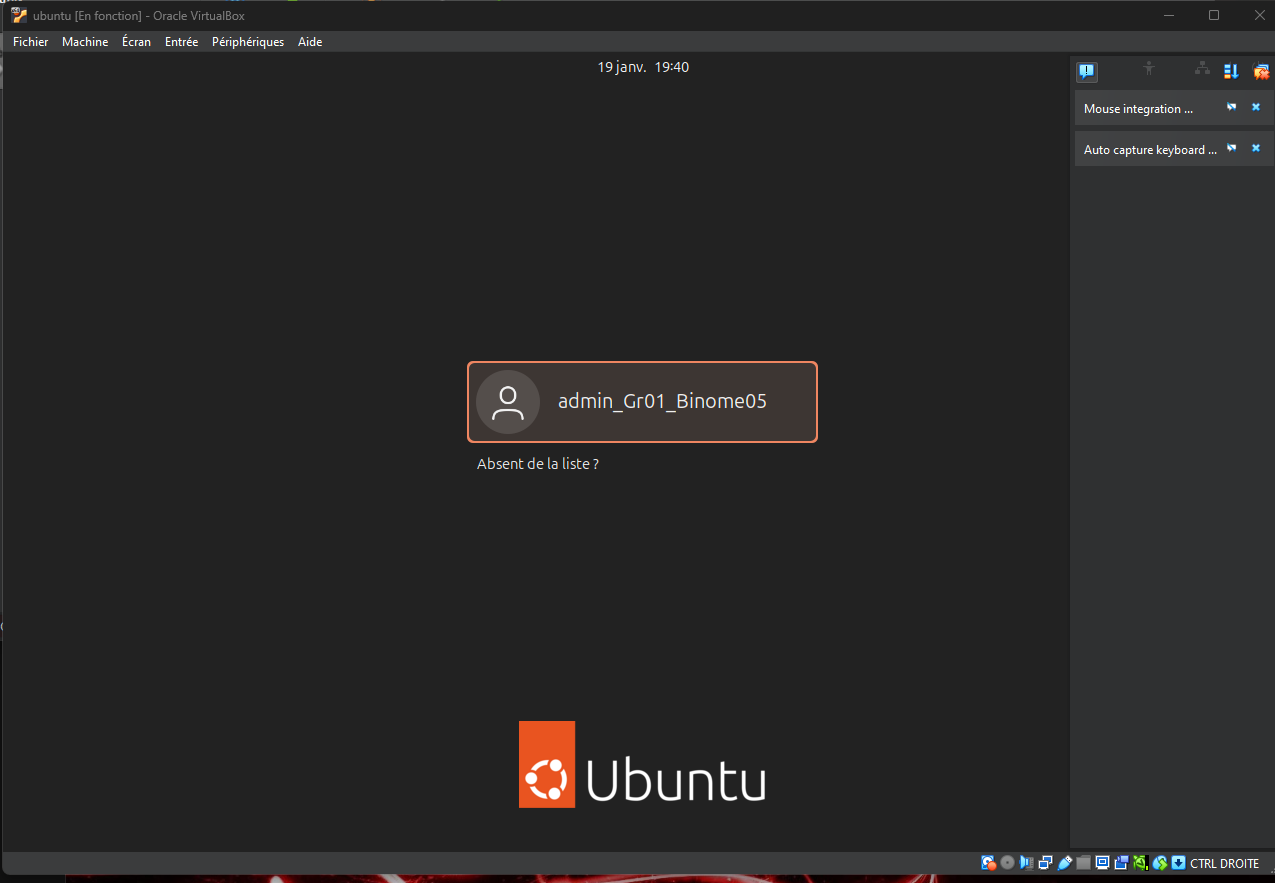 ubuntu [En fonction] - Oracle VirtualBox
Fichier Machine Écran Entrée Périphériques Aide
19 janv. 19:40
Mouse integration ...
Auto capture keyboard ...
admin_Gr01_Binome05
Absent de la liste ?
Ubuntu
CTRL DROITE